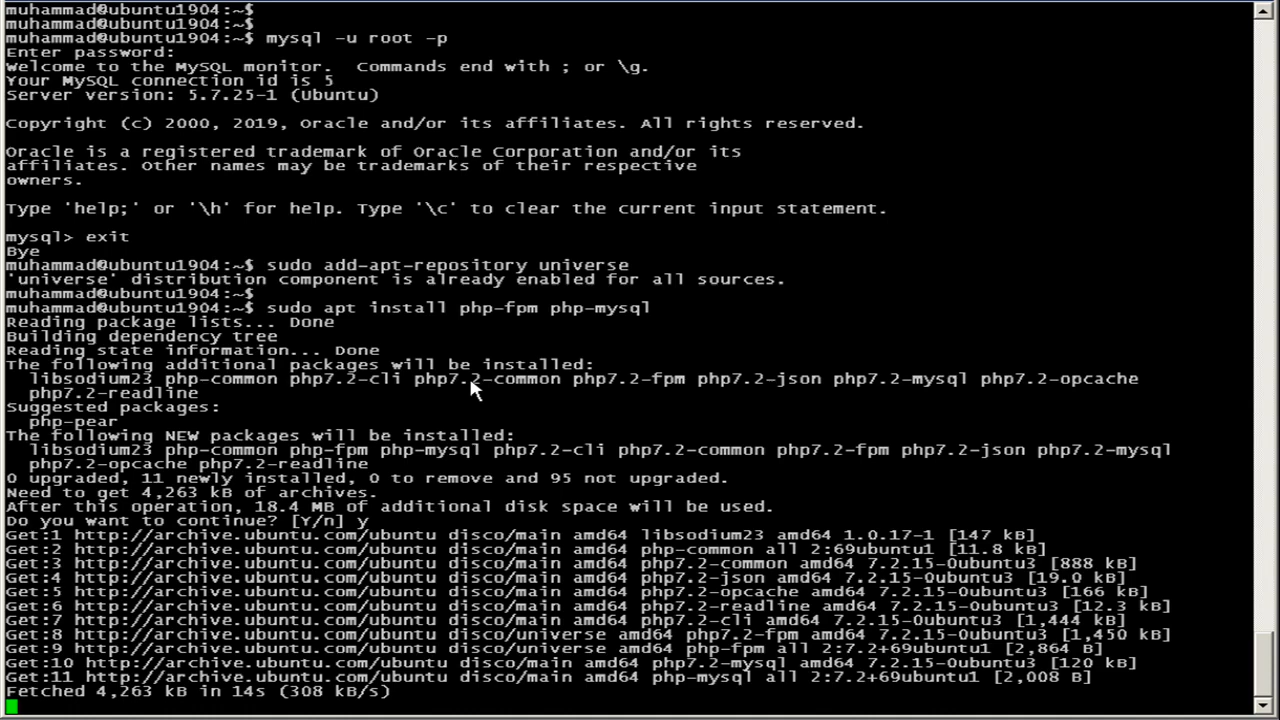 muhammad@ubuntu1904:~$
muhammad@ubuntu1904:~$
muhammad@ubuntu1904:~$ mysql -u root -p
Enter password:
Welcome to the MySQL monitor.  Commands end with ; or \g.
Your MySQL connection id is 5
Server version: 5.7.25-1 (Ubuntu)

Copyright (c) 2000, 2019, Oracle and/or its affiliates. All rights reserved.

Oracle is a registered trademark of Oracle Corporation and/or its
affiliates. Other names may be trademarks of their respective
owners.

Type 'help;' or '\h' for help. Type '\c' to clear the current input statement.

mysql> exit
Bye
muhammad@ubuntu1904:~$ sudo add-apt-repository universe
'universe' distribution component is already enabled for all sources.
muhammad@ubuntu1904:~$
muhammad@ubuntu1904:~$ sudo apt install php-fpm php-mysql
Reading package lists... Done
Building dependency tree
Reading state information... Done
The following additional packages will be installed:
  libsodium23 php-common php7.2-cli php7.2-common php7.2-fpm php7.2-json php7.2-mysql php7.2-opcache
  php7.2-readline
Suggested packages:
  php-pear
The following NEW packages will be installed:
  libsodium23 php-common php-fpm php-mysql php7.2-cli php7.2-common php7.2-fpm php7.2-json php7.2-mysql
  php7.2-opcache php7.2-readline
0 upgraded, 11 newly installed, 0 to remove and 95 not upgraded.
Need to get 4,263 kB of archives.
After this operation, 18.4 MB of additional disk space will be used.
Do you want to continue? [Y/n] y
Get:1 http://archive.ubuntu.com/ubuntu disco/main amd64 libsodium23 amd64 1.0.17-1 [147 kB]
Get:2 http://archive.ubuntu.com/ubuntu disco/main amd64 php-common all 2:69ubuntu1 [11.8 kB]
Get:3 http://archive.ubuntu.com/ubuntu disco/main amd64 php7.2-common amd64 7.2.15-0ubuntu3 [888 kB]
Get:4 http://archive.ubuntu.com/ubuntu disco/main amd64 php7.2-json amd64 7.2.15-0ubuntu3 [19.0 kB]
Get:5 http://archive.ubuntu.com/ubuntu disco/main amd64 php7.2-opcache amd64 7.2.15-0ubuntu3 [166 kB]
Get:6 http://archive.ubuntu.com/ubuntu disco/main amd64 php7.2-readline amd64 7.2.15-0ubuntu3 [12.3 kB]
Get:7 http://archive.ubuntu.com/ubuntu disco/main amd64 php7.2-cli amd64 7.2.15-0ubuntu3 [1,444 kB]
Get:8 http://archive.ubuntu.com/ubuntu disco/universe amd64 php7.2-fpm amd64 7.2.15-0ubuntu3 [1,450 kB]
Get:9 http://archive.ubuntu.com/ubuntu disco/universe amd64 php-fpm all 2:7.2+69ubuntu1 [2,864 B]
Get:10 http://archive.ubuntu.com/ubuntu disco/main amd64 php7.2-mysql amd64 7.2.15-0ubuntu3 [120 kB]
Get:11 http://archive.ubuntu.com/ubuntu disco/main amd64 php-mysql all 2:7.2+69ubuntu1 [2,008 B]
Fetched 4,263 kB in 14s (308 kB/s)